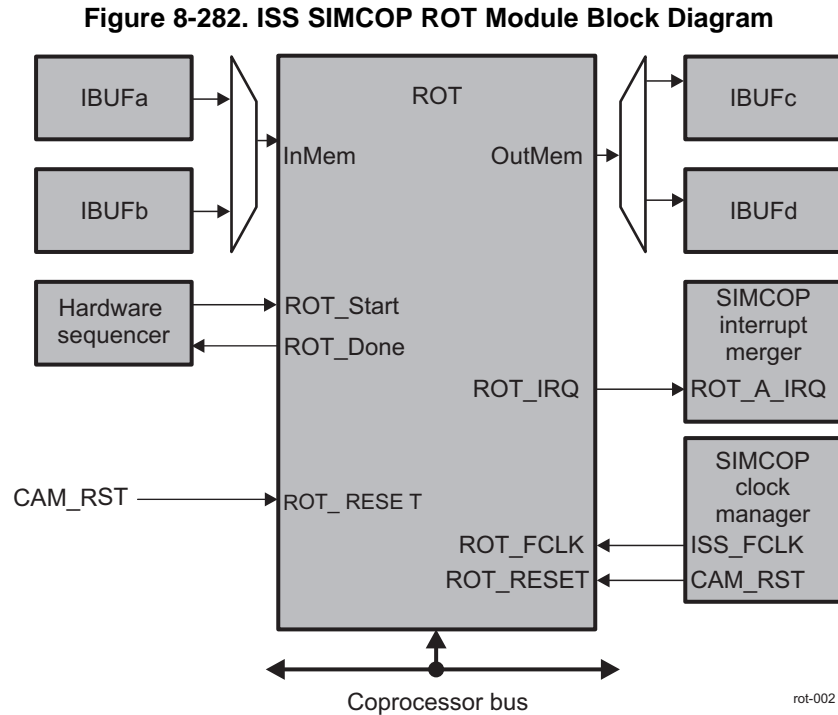 Figure 8-282. ISS SIMCOP ROT Module Block Diagram
IBUFa
IBUFb
ROT
InMem
OutMem
IBUFc
IBUFd
Hardware
sequencer
ROT_Start
ROT_Done
SIMCOP
interrupt
merger
ROT_IRQ
ROT_A_IRQ
CAM_RST
ROT_ RESE T
SIMCOP
clock
manager
ROT_FCLK
ISS_FCLK
ROT_RESET
CAM_RST
Coprocessor bus
rot-002